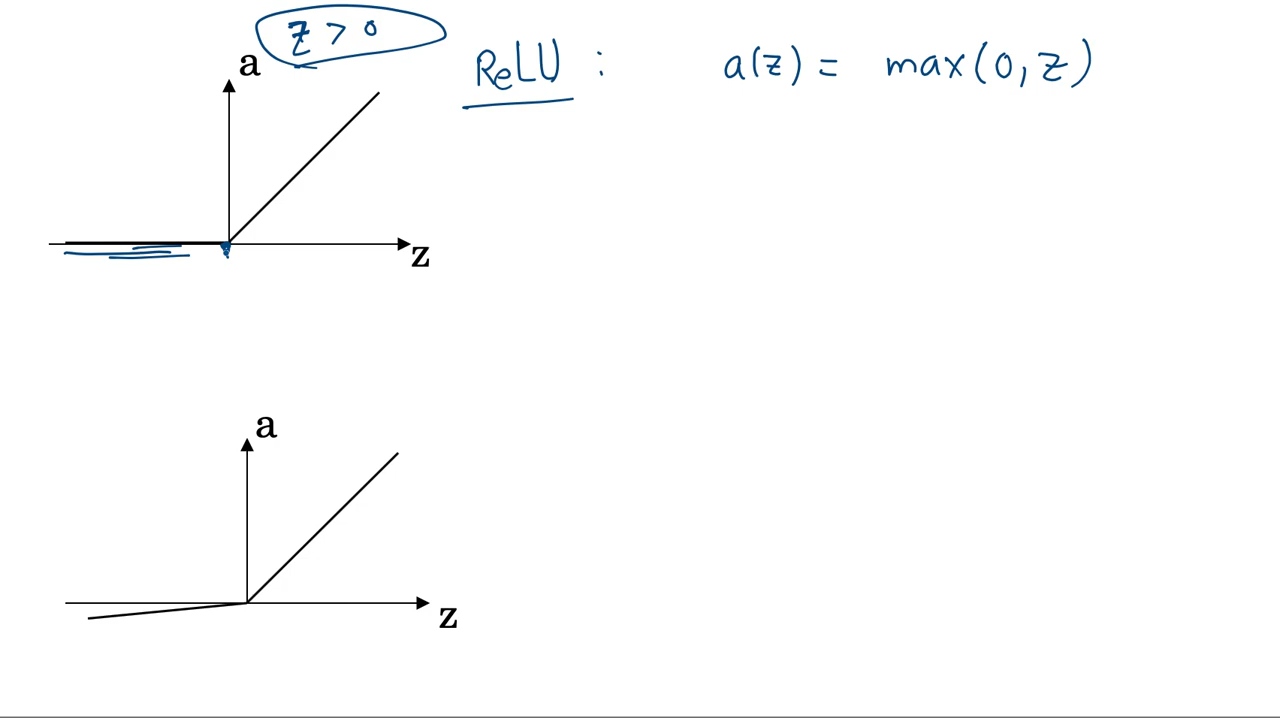 z > 0
a
ReLU : a(z) = max(0, z)
z
a
z